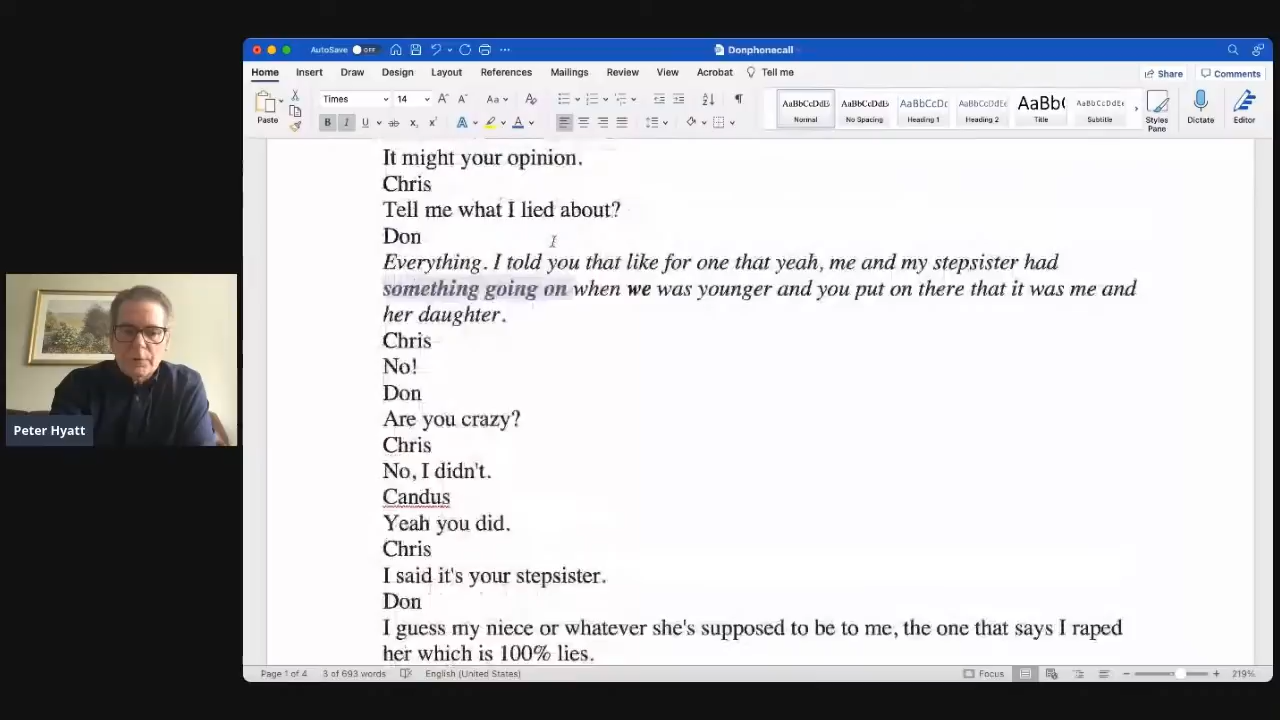 AutoSave OFF
Donphonecall
Home Insert Draw Design Layout References Mailings Review View Acrobat Tell me Share Comments
Paste
Times 14
AaBbCcDdEe Normal
AaBbCcDdEe No Spacing
AaBbCcDc Heading 1
AaBbCcDdEe Heading 2
AaBb( Title
AaBbCcDdEe Subtitle
Styles Pane
Dictate
Editor
It might your opinion.
Chris
Tell me what I lied about?
Don
Everything. I told you that like for one that yeah, me and my stepsister had
something going on when we was younger and you put on there that it was me and
her daughter.
Chris
No!
Don
Are you crazy?
Chris
No, I didn't.
Candus
Yeah you did.
Chris
I said it's your stepsister.
Don
I guess my niece or whatever she's supposed to be to me, the one that says I raped
her which is 100% lies.
Peter Hyatt
Page 1 of 4 3 of 693 words English (United States) Focus 219%